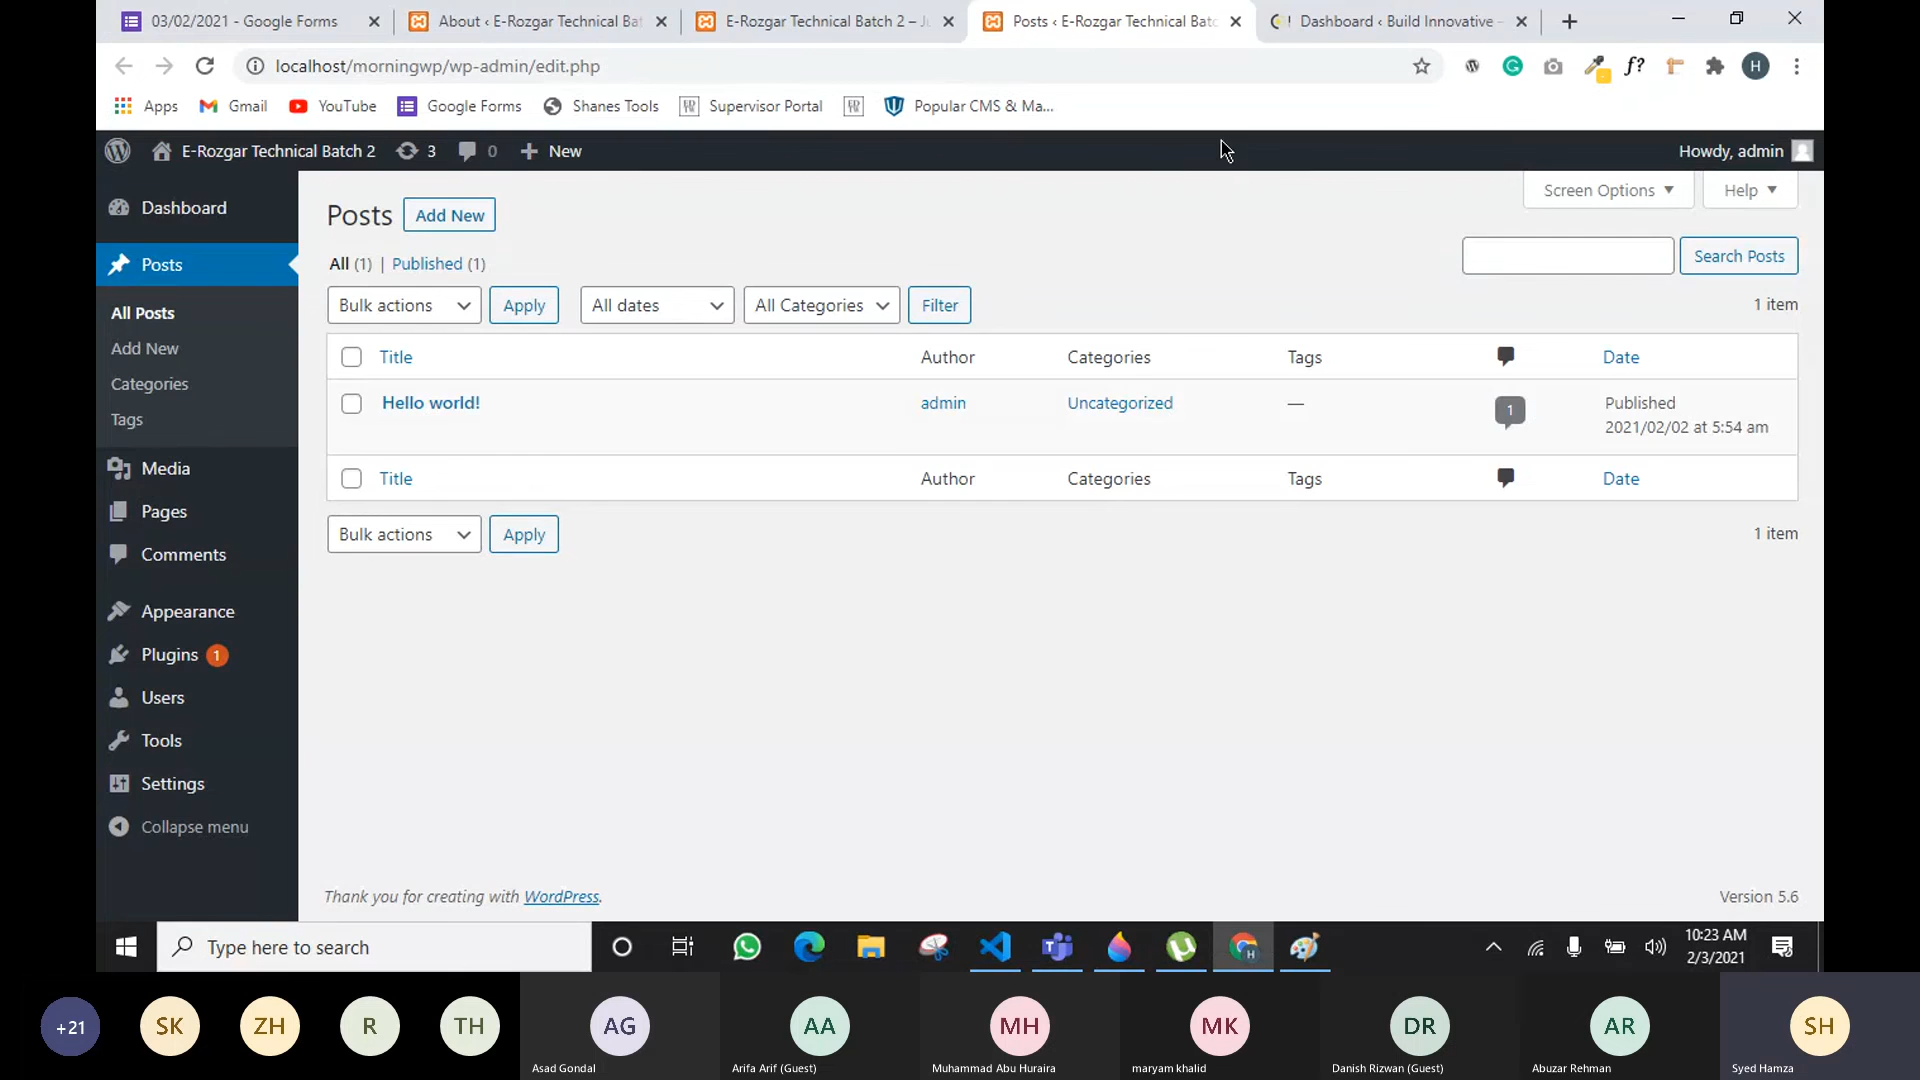 03/02/2021 - Google Forms
About ‹ E-Rozgar Technical Bat
E-Rozgar Technical Batch 2 – Ju
Posts ‹ E-Rozgar Technical Batc
Dashboard ‹ Build Innovative –
localhost/morningwp/wp-admin/edit.php
f?
H
Apps
Gmail
YouTube
Google Forms
Shanes Tools
Supervisor Portal
Popular CMS & Ma...
E-Rozgar Technical Batch 2
3
0
New
Howdy, admin
Dashboard
Posts
All Posts
Add New
Categories
Tags
Media
Pages
Comments
Appearance
Plugins 1
Users
Tools
Settings
Collapse menu
Screen Options
Help
Posts
Add New
All (1) | Published (1)
Search Posts
Bulk actions
Apply
All dates
All Categories
Filter
1 item
Title
Author
Categories
Tags
Date
Hello world!
admin
Uncategorized
—
1
Published
2021/02/02 at 5:54 am
Title
Author
Categories
Tags
Date
Bulk actions
Apply
1 item
Thank you for creating with WordPress.
Version 5.6
Type here to search
10:23 AM
2/3/2021
+21
SK
ZH
R
TH
AG
AA
MH
MK
DR
AR
SH
Asad Gondal
Arifa Arif (Guest)
Muhammad Abu Huraira
maryam khalid
Danish Rizwan (Guest)
Abuzar Rehman
Syed Hamza